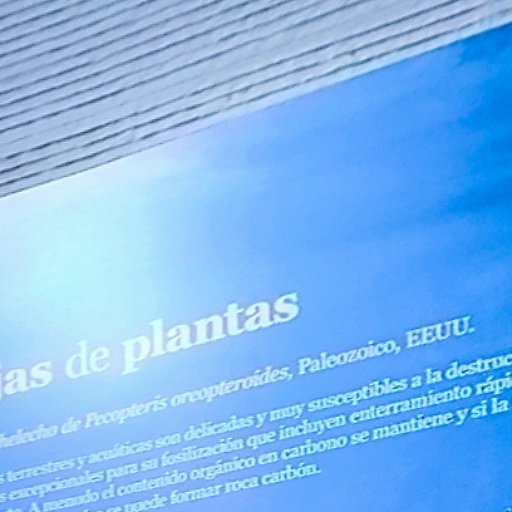 jas de plantas
helecho de Pecopteris oreopteroides, Paleozoico, EEUU.
terrestres y acuáticas son delicadas y muy susceptibles a la destruc
excepcionales para su fosilización que incluyen enterramiento rápi
A menudo el contenido orgánico en carbono se mantiene y si la
se puede formar roca carbón.